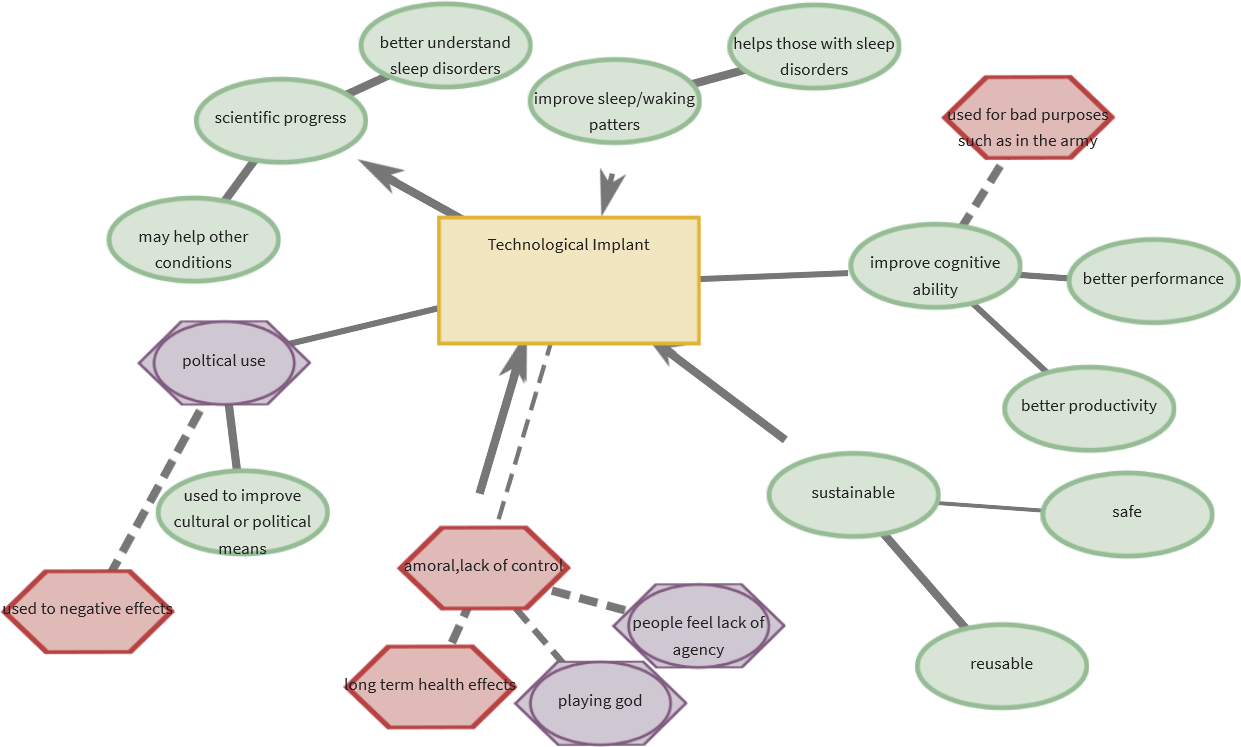 better understand
sleep disorders
helps those with sleep
disorders
scientific progress
improve sleep/waking
patters
used for bad purposes
such as in the army
may help other
conditions
Technological Implant
improve cognitive
ability
better performance
poltical use
better productivity
used to improve
cultural or political
means
sustainable
safe
amoral,lack of control
used to negative effects
people feel lack of
agency
reusable
long term health effects
playing god